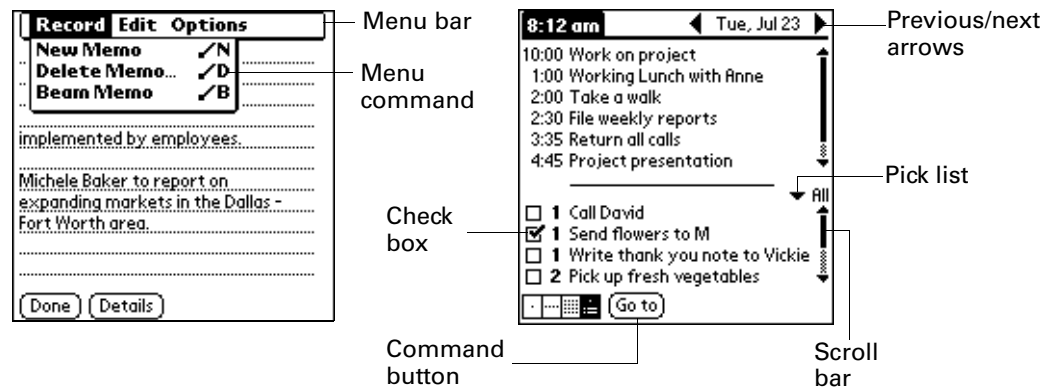 Record Edit Options
New Memo /N
Delete Memo... /D
Beam Memo /B
implemented by employees.
Michele Baker to report on
expanding markets in the Dallas -
Fort Worth area.
Done Details
Menu bar
Menu
command
8:12 am Tue, Jul 23
10:00 Work on project
1:00 Working Lunch with Anne
2:00 Take a walk
2:30 File weekly reports
3:35 Return all calls
4:45 Project presentation
All
1 Call David
1 Send flowers to M
1 Write thank you note to Vickie
2 Pick up fresh vegetables
Go to
Previous/next
arrows
Pick list
Check
box
Command
button
Scroll
bar